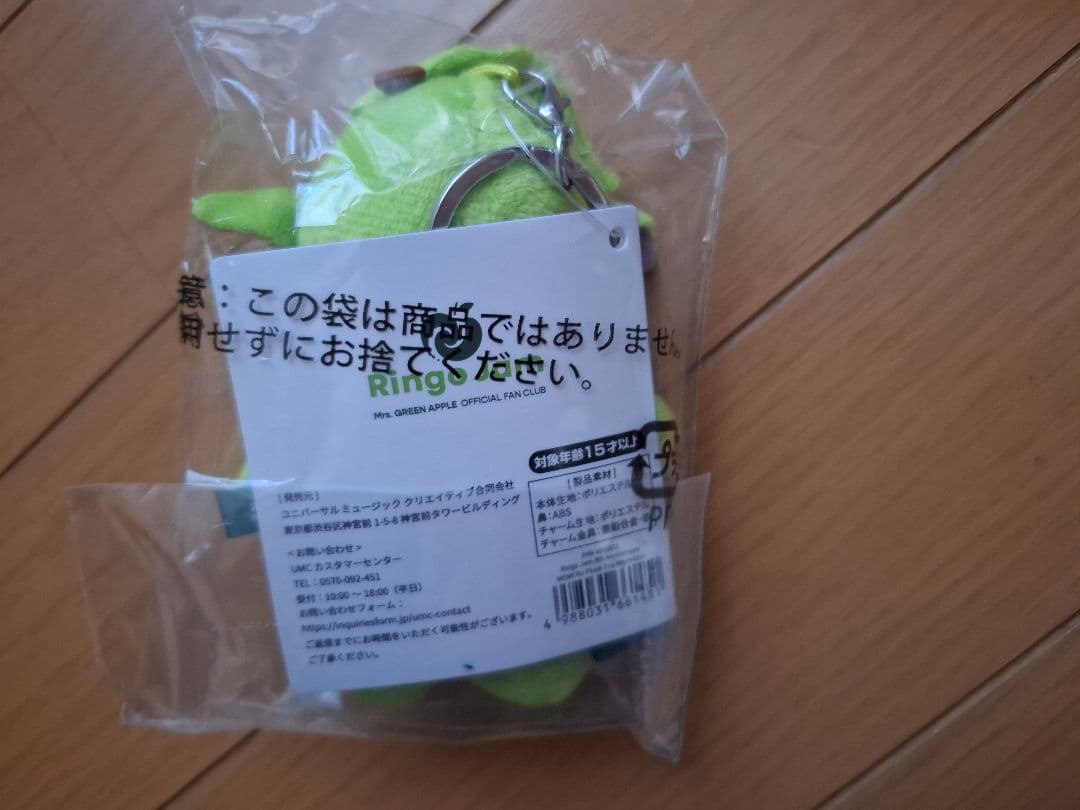 意：この袋は商品ではありません。
用せずにお捨てください。
Ringo Jam
Mrs. GREEN APPLE OFFICIAL FAN CLUB
対象年齢15才以上
[発売元]
ユニバーサル ミュージック クリエイティブ合同会社
東京都渋谷区神宮前 1-5-8 神宮前タワービルディング
<お問い合わせ>
UMC カスタマーセンター
TEL：0570-092-451
受付：10:00 ～ 18:00（平日）
お問い合わせフォーム：
https://inquiriesform.jp/umc-contact
ご返信までにお時間をいただく可能性がございます。
ご了承ください。
[製品素材]
本体生地：ポリエステル
鼻：ABS
チャーム生地：ポリエステル
チャーム金具：亜鉛合金
プ
Ringo Jam 8th Anniversary